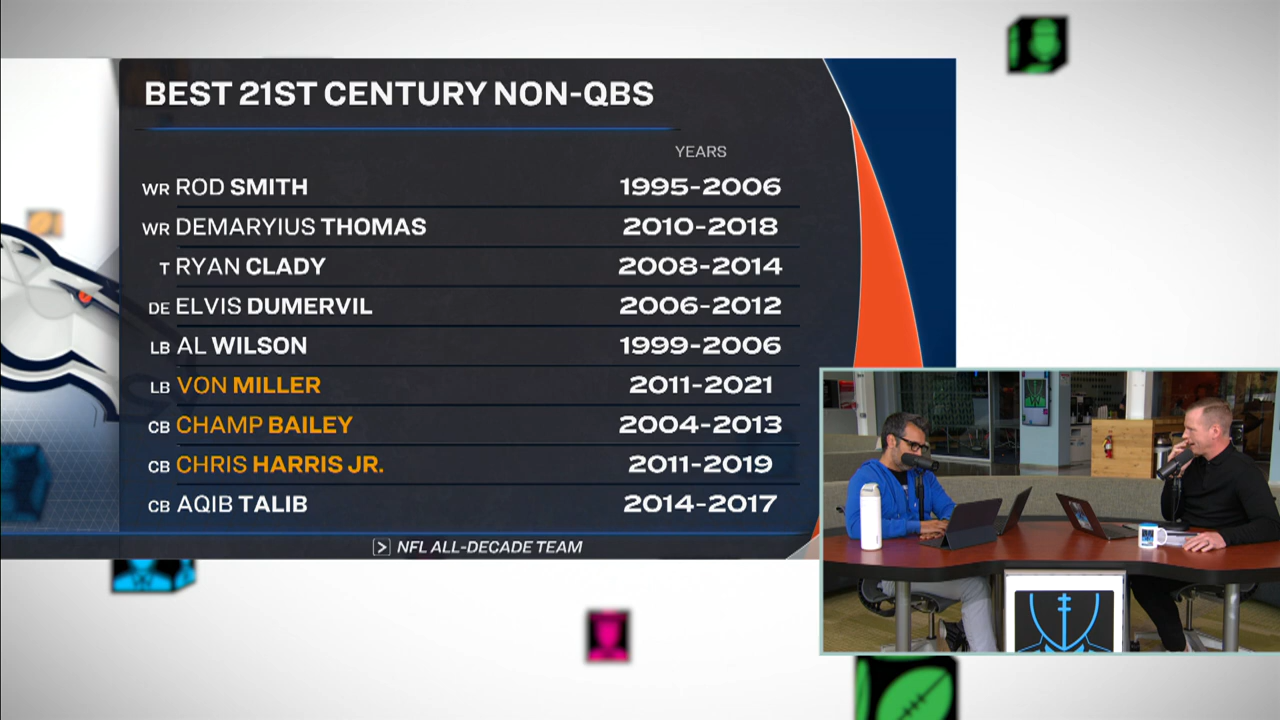 BEST 21ST CENTURY NON-QBS
YEARS
WR ROD SMITH 1995-2006
WR DEMARYIUS THOMAS 2010-2018
T RYAN CLADY 2008-2014
DE ELVIS DUMERVIL 2006-2012
LB AL WILSON 1999-2006
LB VON MILLER 2011-2021
CB CHAMP BAILEY 2004-2013
CB CHRIS HARRIS JR. 2011-2019
CB AQIB TALIB 2014-2017
> NFL ALL-DECADE TEAM